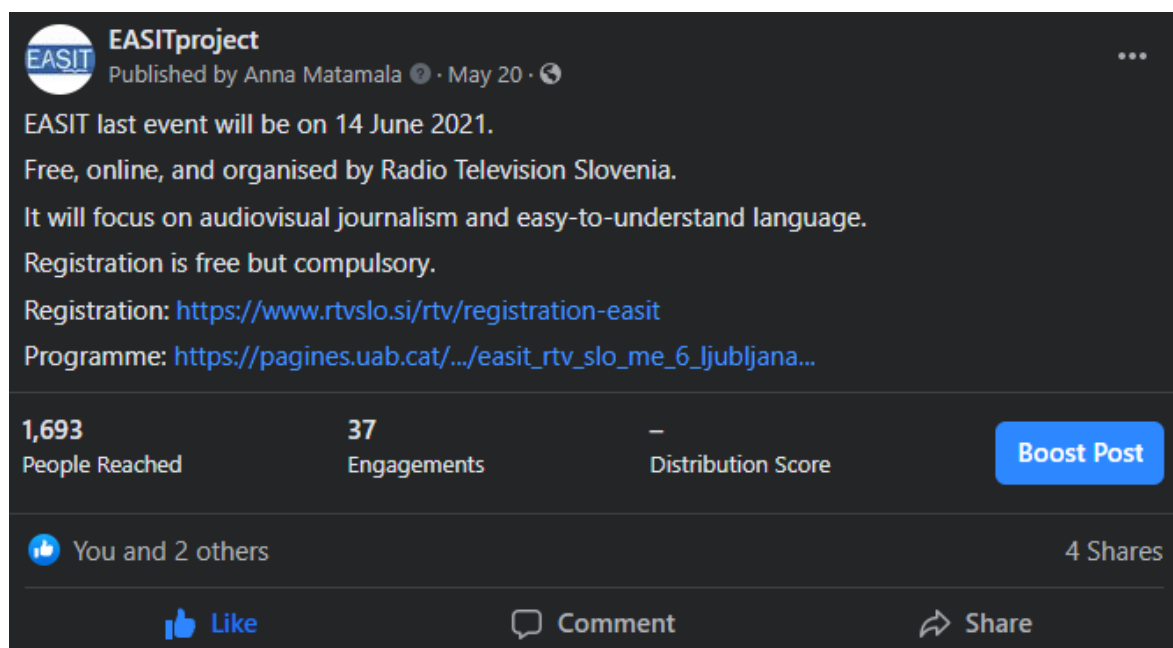 EASIT
EASITproject
Published by Anna Matamala · May 20 ·
EASIT last event will be on 14 June 2021.
Free, online, and organised by Radio Television Slovenia.
It will focus on audiovisual journalism and easy-to-understand language.
Registration is free but compulsory.
Registration: https://www.rtvslo.si/rtv/registration-easit
Programme: https://pagines.uab.cat/.../easit_rtv_slo_me_6_ljubljana...
1,693 37 –
People Reached Engagements Distribution Score Boost Post
You and 2 others 4 Shares
Like Comment Share